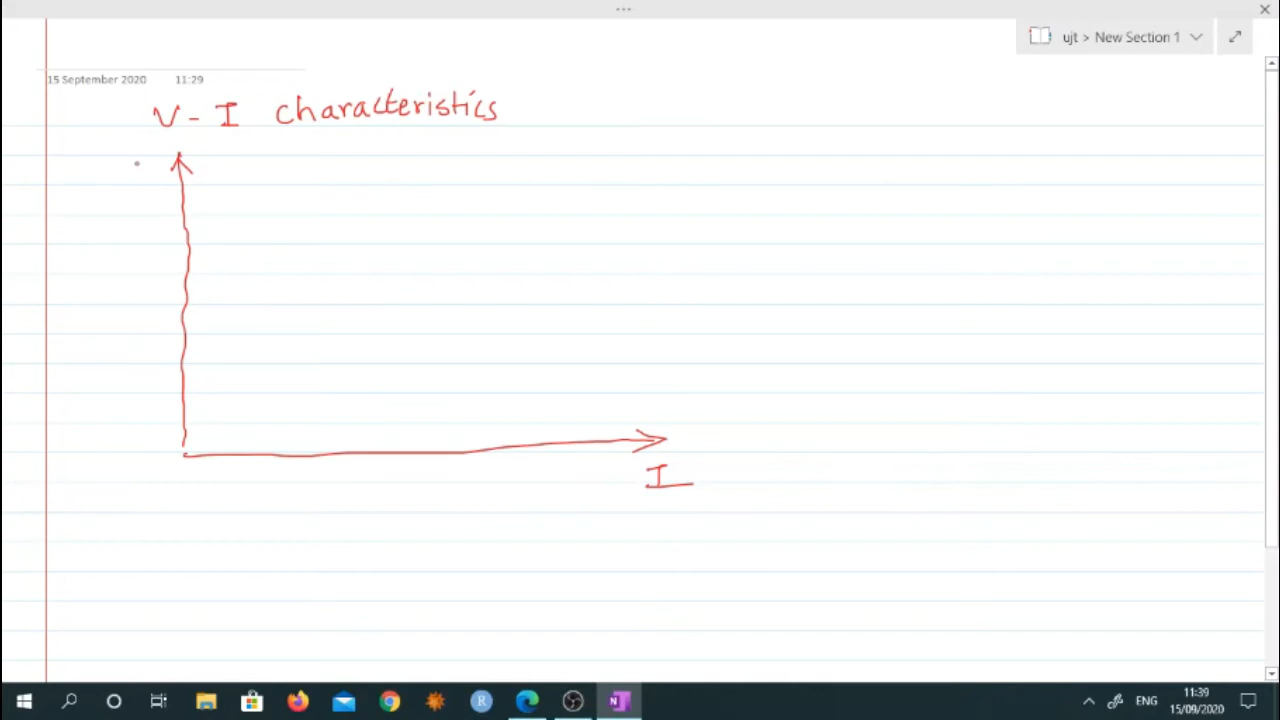 ujt > New Section 1
15 September 2020 11:29
V - I characteristics
I
ENG
11:39
15/09/2020